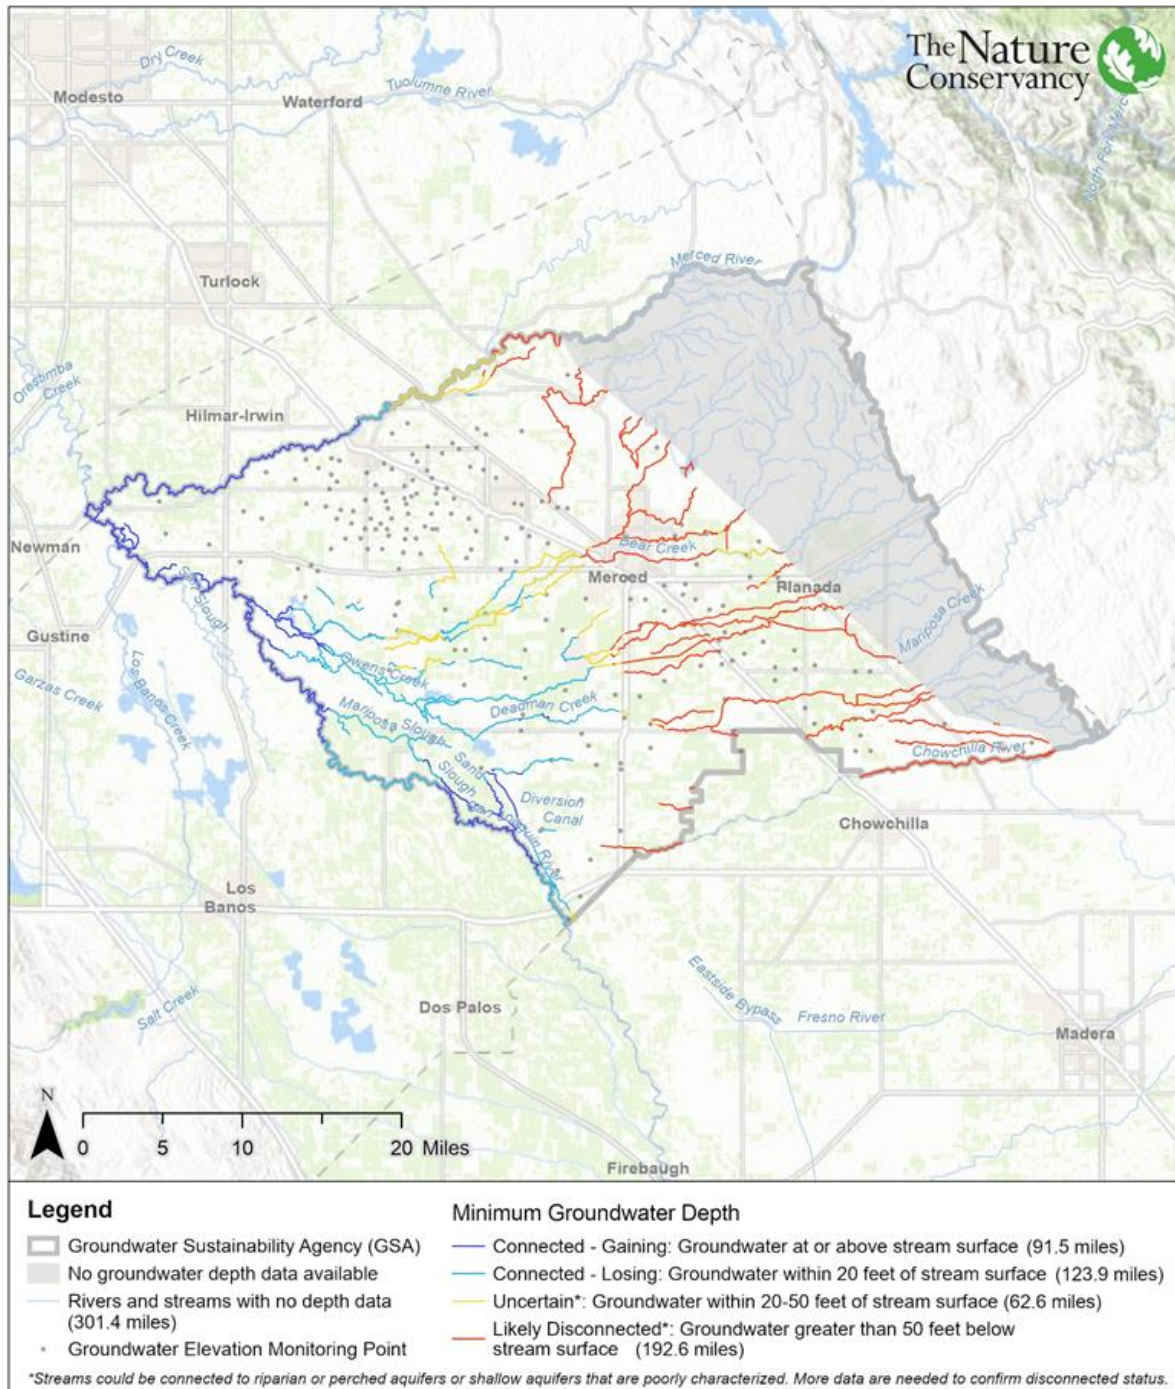 The Nature
Conservancy
Dry Creek
Modesto
Waterford
Tuolumne River
North Fork Merc
Merced River
Turlock
Orestimba
Creek
Hilmar-Irwin
Newman
Bear Creek
Merced
Planada
Salt Slough
Gustine
Mariposa Creek
Los Banos Creek
Garzas Creek
Owens Creek
Deadman Creek
Mariposa Slough
Sand
Slough
Chowchilla River
San Joaquin River
Diversion
Canal
Chowchilla
Los
Banos
Eastside Bypass
Fresno River
Dos Palos
Salt Creek
Madera
N
0 5 10 20 Miles
Firebaugh
Legend
Groundwater Sustainability Agency (GSA)
No groundwater depth data available
Rivers and streams with no depth data
(301.4 miles)
Groundwater Elevation Monitoring Point
Minimum Groundwater Depth
Connected - Gaining: Groundwater at or above stream surface (91.5 miles)
Connected - Losing: Groundwater within 20 feet of stream surface (123.9 miles)
Uncertain*: Groundwater within 20-50 feet of stream surface (62.6 miles)
Likely Disconnected*: Groundwater greater than 50 feet below
stream surface (192.6 miles)
*Streams could be connected to riparian or perched aquifers or shallow aquifers that are poorly characterized. More data are needed to confirm disconnected status.